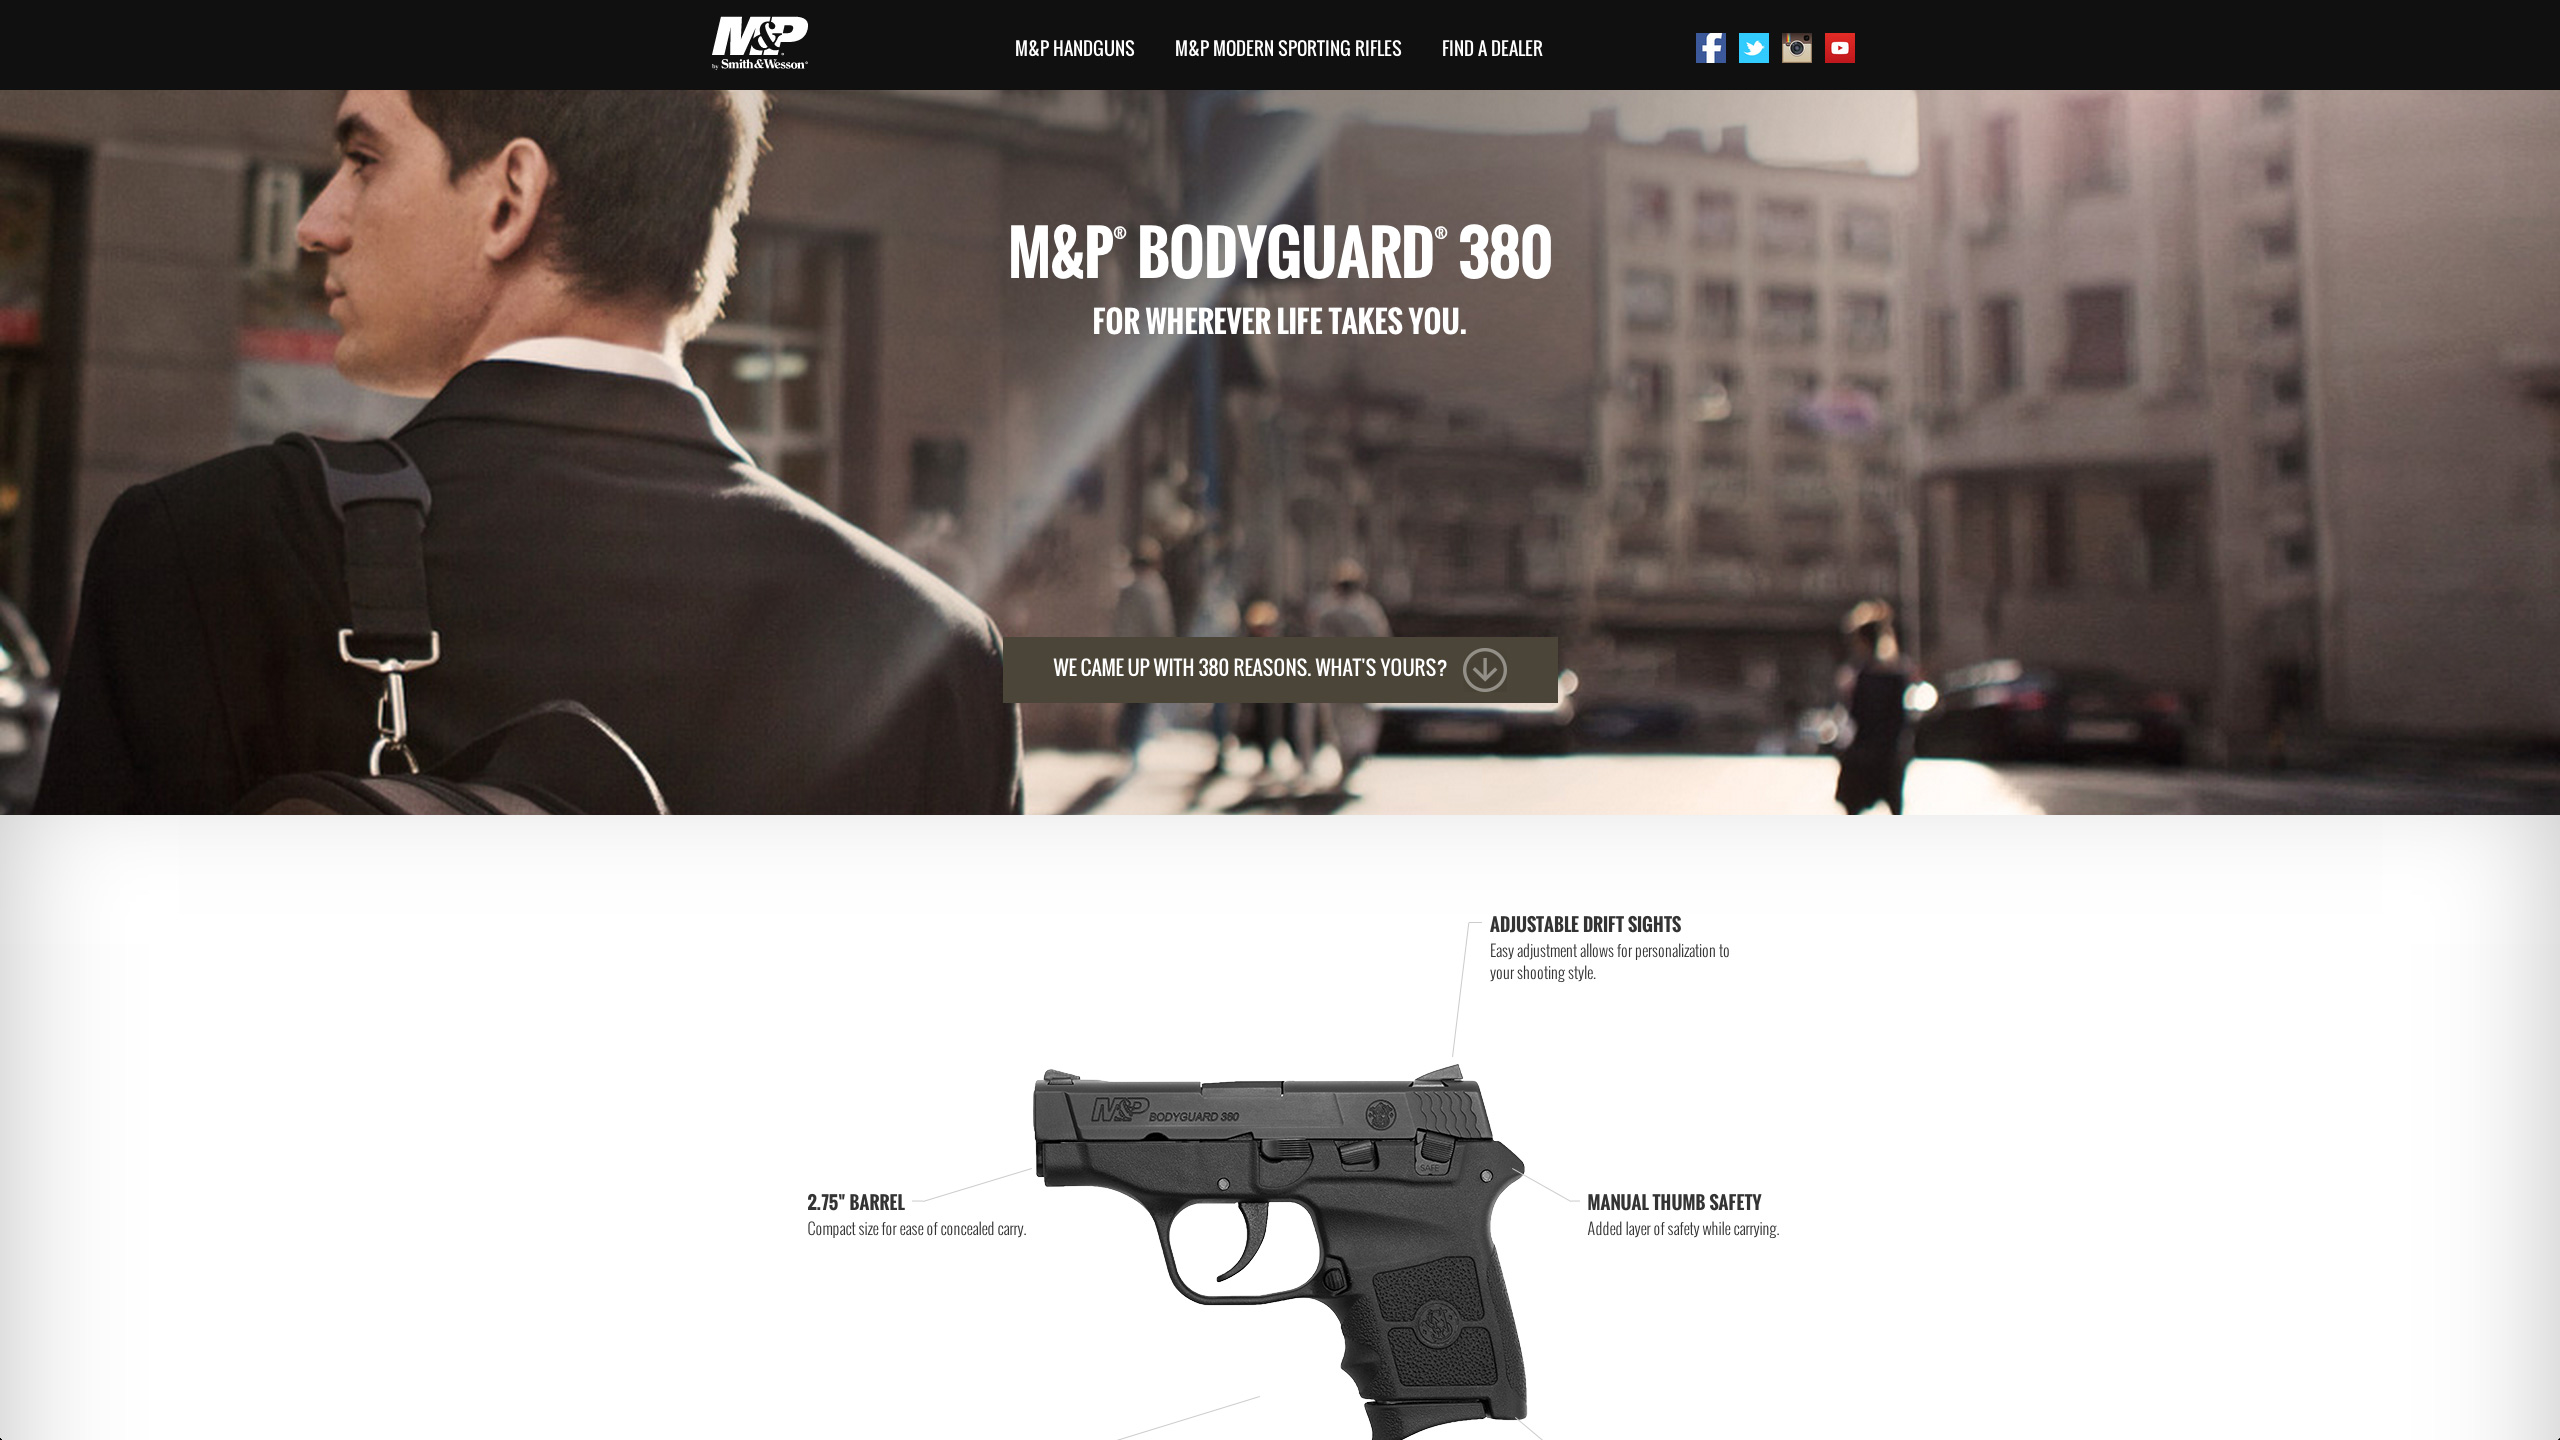 M&P
by Smith&Wesson®
M&P HANDGUNS
M&P MODERN SPORTING RIFLES
FIND A DEALER
M&P® BODYGUARD® 380
FOR WHEREVER LIFE TAKES YOU.
WE CAME UP WITH 380 REASONS. WHAT'S YOURS?
ADJUSTABLE DRIFT SIGHTS
Easy adjustment allows for personalization to
your shooting style.
M&P BODYGUARD 380
SAFE
2.75" BARREL
Compact size for ease of concealed carry.
MANUAL THUMB SAFETY
Added layer of safety while carrying.